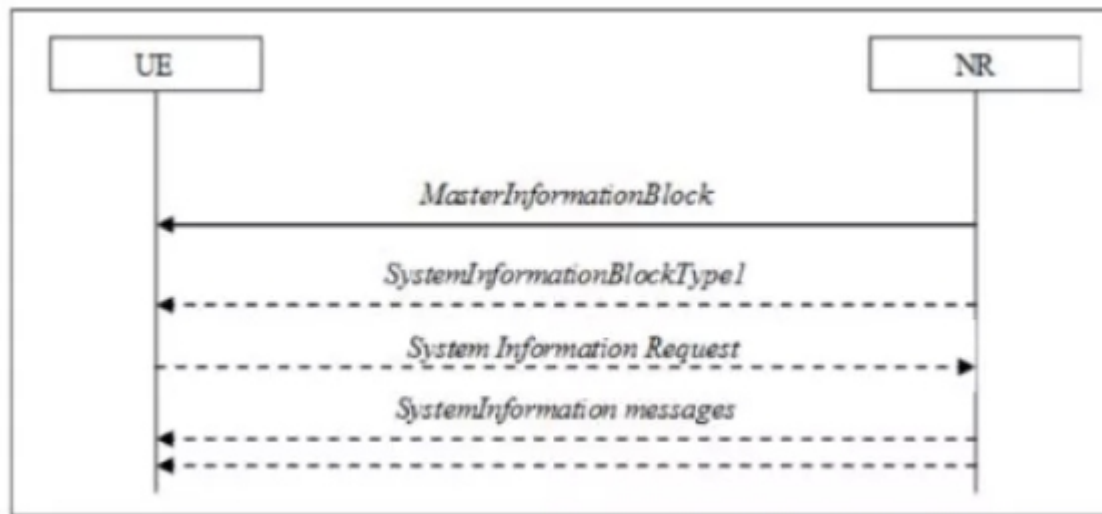 UE
NR
MasterInformationBlock
SystemInformationBlockType1
System Information Request
SystemInformation messages